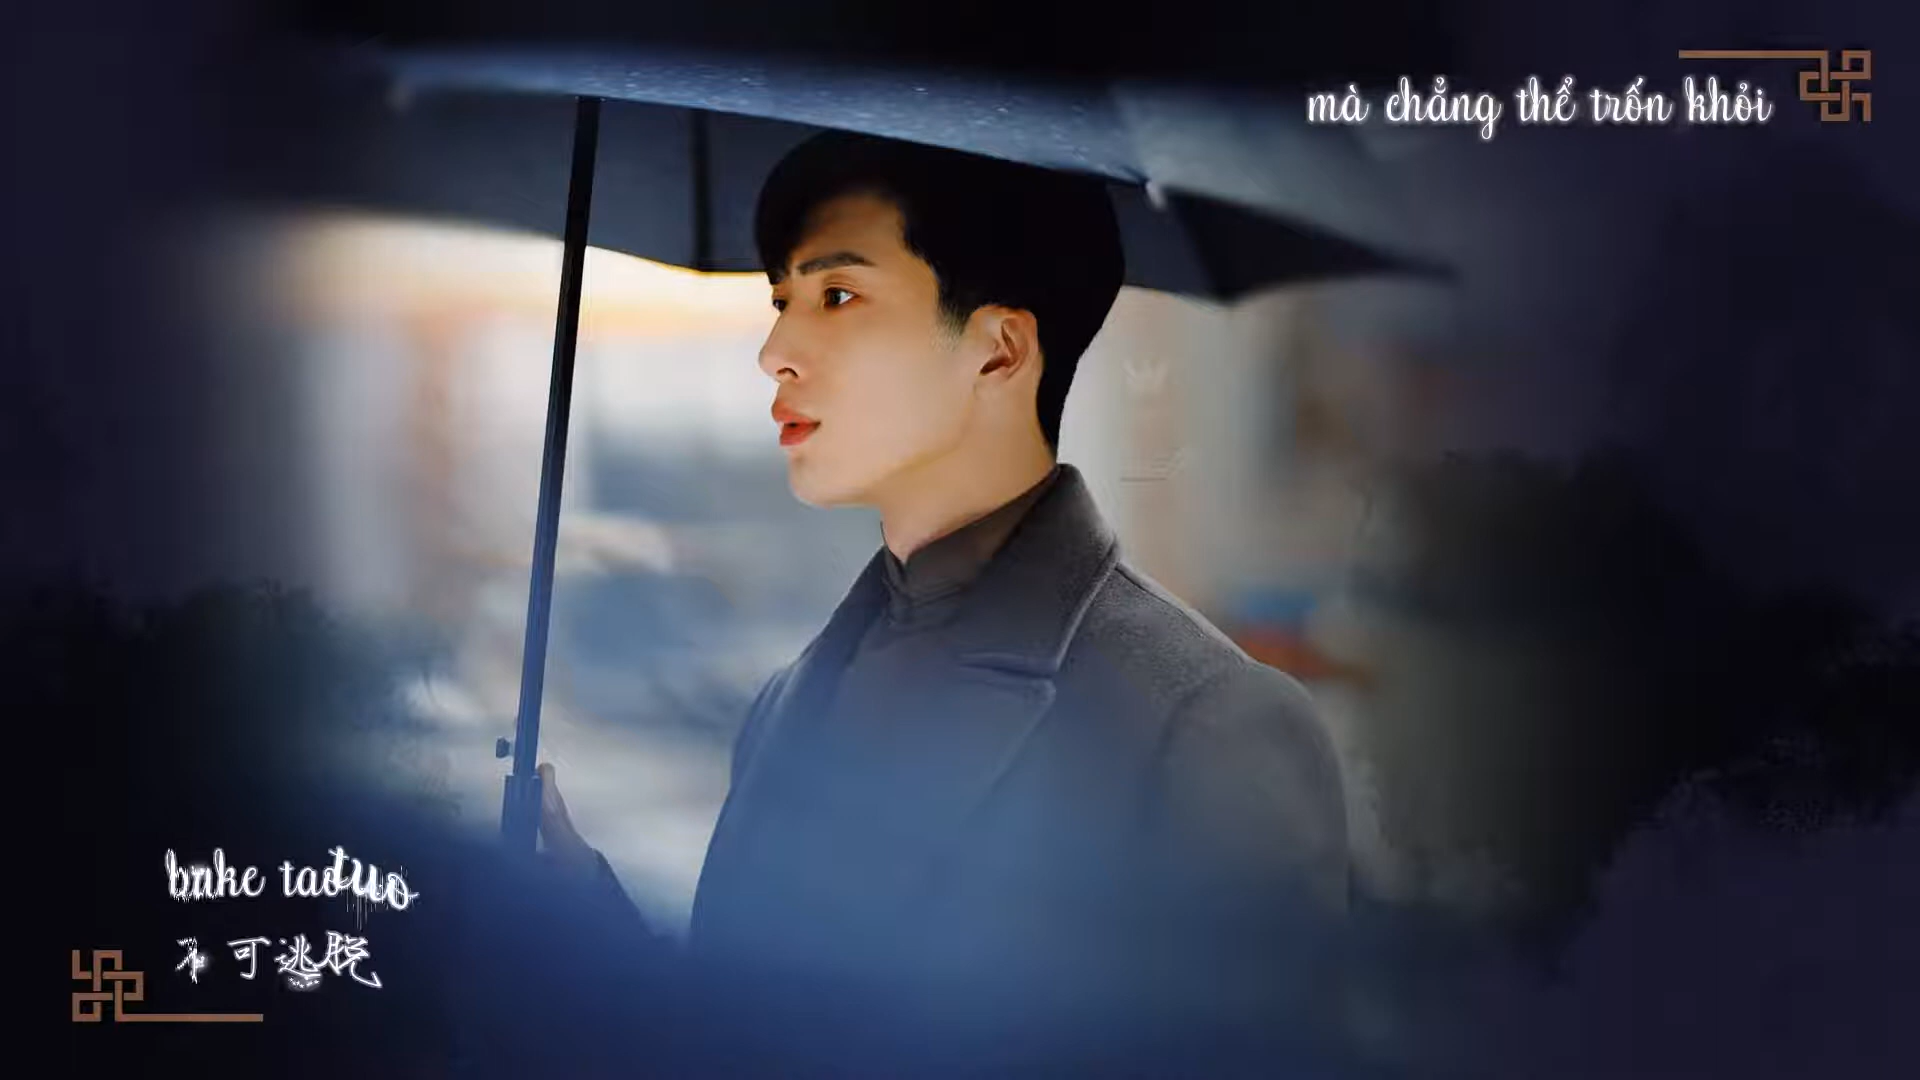 mà chẳng thể trốn khỏi
buke taotuo
不可逃脱